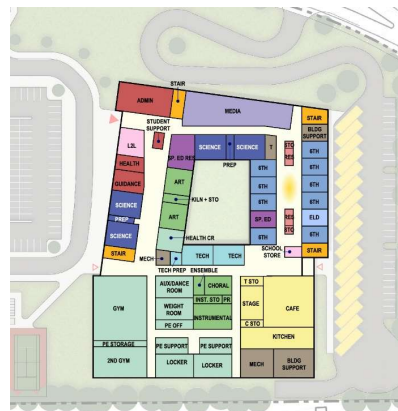 STAIR
ADMIN
MEDIA
STAIR
STUDENT
SUPPORT
BLDG
SUPPORT
L2L
SP. ED RES
SCIENCE
SCIENCE
T
STO
RES
6TH
PREP
HEALTH
6TH
6TH
GUIDANCE
ART
6TH
6TH
KILN + STO
SCIENCE
6TH
6TH
PREP
ART
SP. ED
RES
STO
ELD
SCIENCE
HEALTH CR
6TH
6TH
STAIR
MECH
TECH
TECH
SCHOOL
STORE
STAIR
TECH PREP
ENSEMBLE
AUX/DANCE
ROOM
CHORAL
T STO
GYM
WEIGHT
ROOM
INST. STO
PR
STAGE
CAFE
PE OFF
INSTRUMENTAL
C STO
PE STORAGE
PE SUPPORT
PE SUPPORT
KITCHEN
2ND GYM
LOCKER
LOCKER
MECH
BLDG
SUPPORT